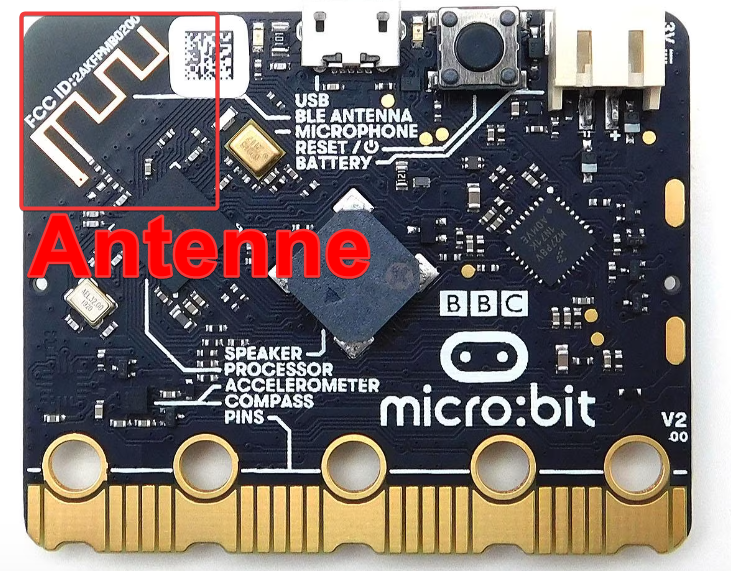 FCC ID:2AKFPMB0200
3V
USB
BLE ANTENNA
MICROPHONE
RESET /
BATTERY
+
Antenne
BBC
SPEAKER
PROCESSOR
ACCELEROMETER
COMPASS
PINS
micro:bit
V2
.00